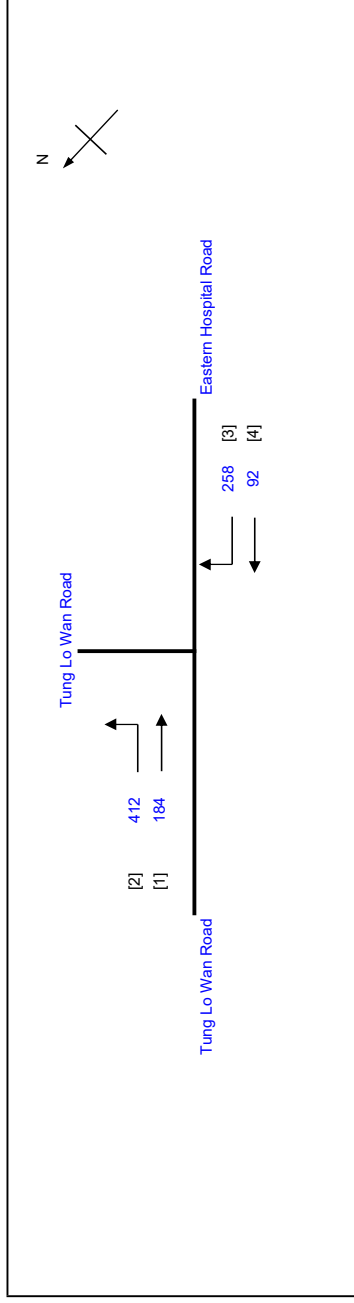 N
Tung Lo Wan Road
[2] 412
[1] 184
Tung Lo Wan Road
Eastern Hospital Road
258 [3]
92 [4]